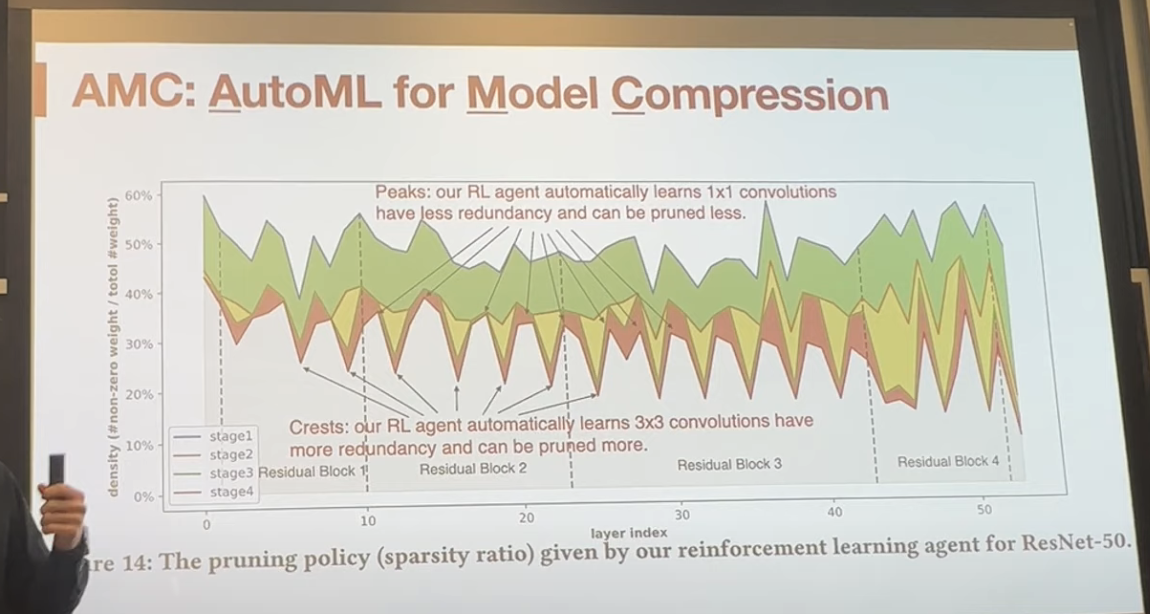 AMC: AutoML for Model Compression
Peaks: our RL agent automatically learns 1x1 convolutions
have less redundancy and can be pruned less.
density (#non-zero weight / totol #weight)
60%
50%
40%
30%
20%
10%
0%
Crests: our RL agent automatically learns 3x3 convolutions have
more redundancy and can be pruned more.
stage1
stage2
stage3
stage4
Residual Block 1
Residual Block 2
Residual Block 3
Residual Block 4
0
10
20
30
40
50
layer index
re 14: The pruning policy (sparsity ratio) given by our reinforcement learning agent for ResNet-50.